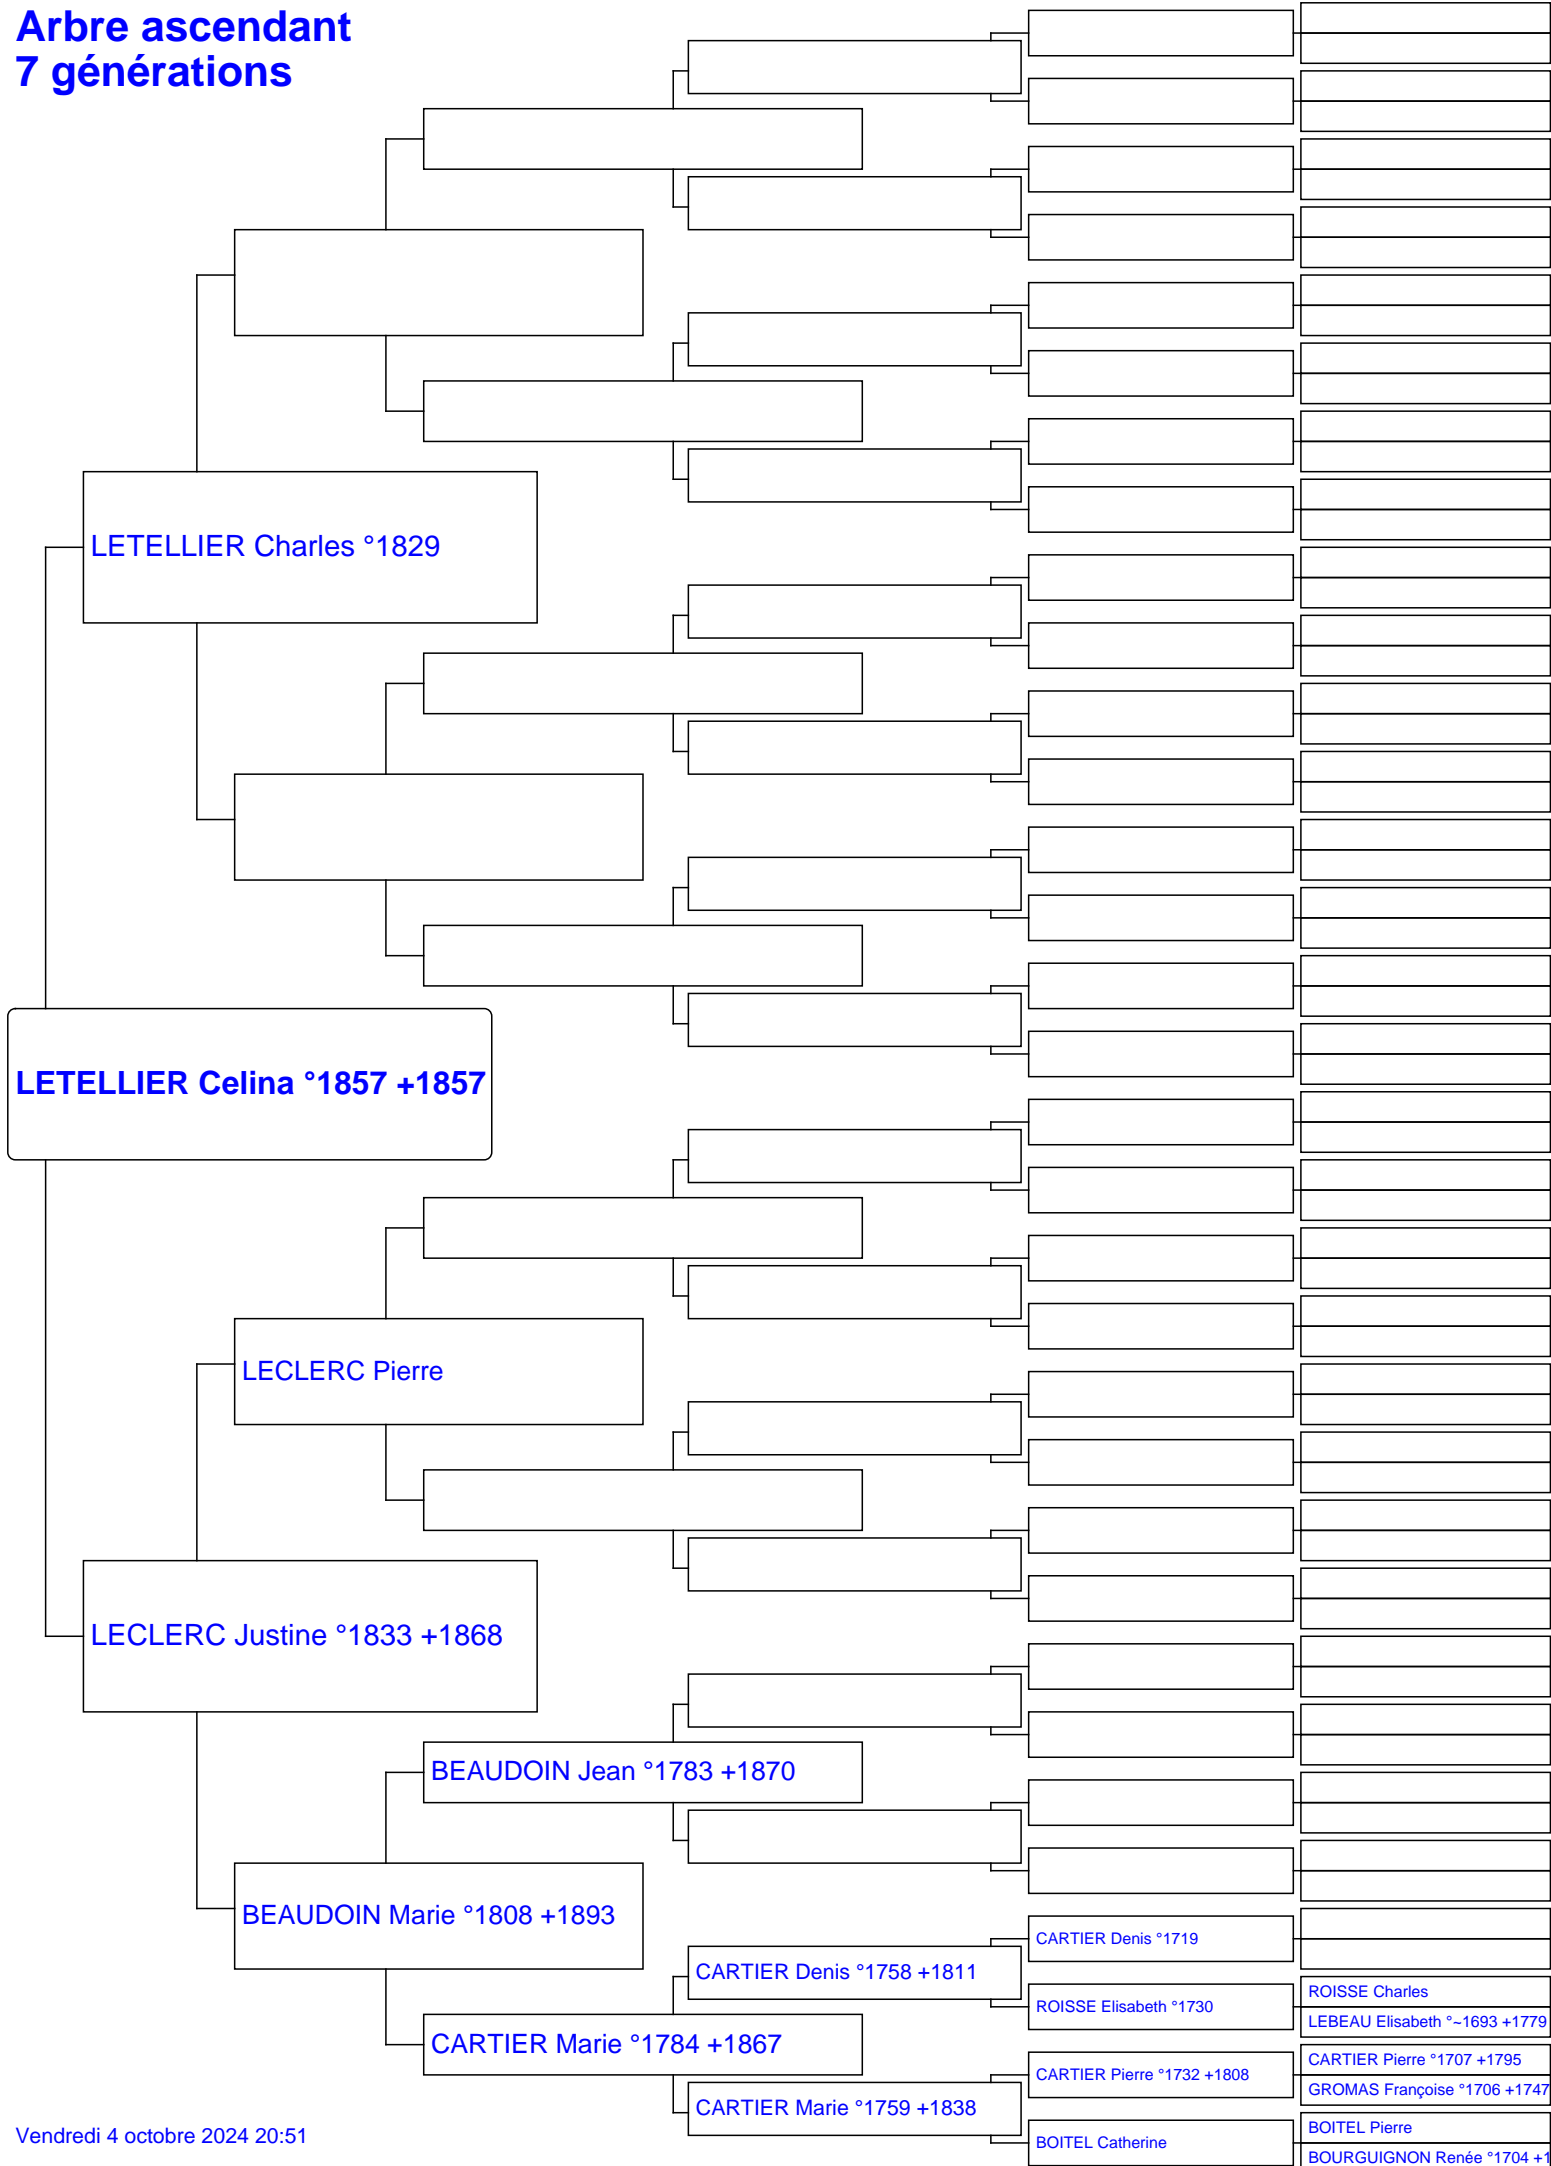 Arbre ascendant
7 générations
LETELLIER Charles °1829
LETELLIER Celina °1857 +1857
LECLERC Pierre
LECLERC Justine °1833 +1868
BEAUDOIN Jean °1783 +1870
BEAUDOIN Marie °1808 +1893
CARTIER Denis °1719
CARTIER Denis °1758 +1811
ROISSE Charles
ROISSE Elisabeth °1730
LEBEAU Elisabeth °~1693 +1779
CARTIER Marie °1784 +1867
CARTIER Pierre °1707 +1795
CARTIER Pierre °1732 +1808
GROMAS Françoise °1706 +1747
CARTIER Marie °1759 +1838
BOITEL Pierre
BOITEL Catherine
BOURGUIGNON Renée °1704 +1
Vendredi 4 octobre 2024 20:51